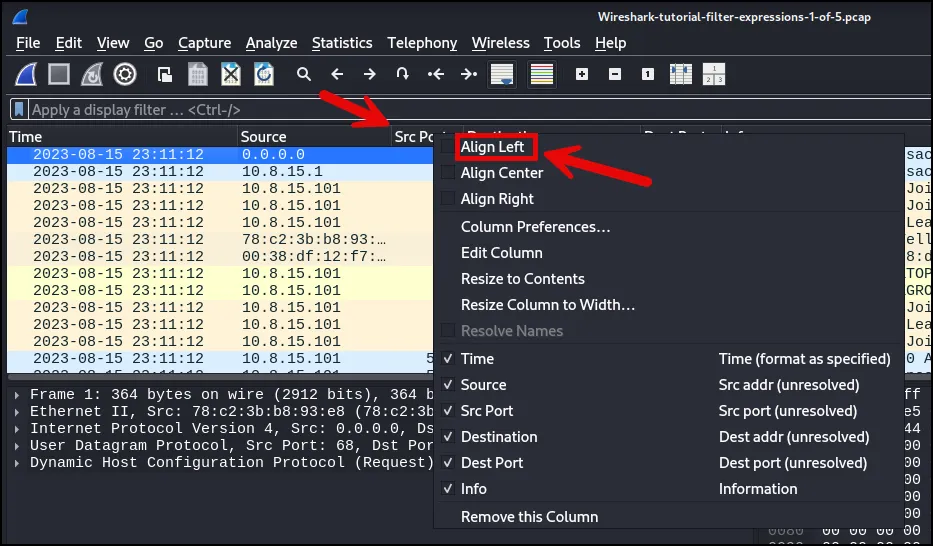 Wireshark-tutorial-filter-expressions-1-of-5.pcap
File Edit View Go Capture Analyze Statistics Telephony Wireless Tools Help
Apply a display filter … <Ctrl-/>
Time Source Src
2023-08-15 23:11:12 0.0.0.0
2023-08-15 23:11:12 10.8.15.1
2023-08-15 23:11:12 10.8.15.101
2023-08-15 23:11:12 10.8.15.101
2023-08-15 23:11:12 10.8.15.101
2023-08-15 23:11:12 78:c2:3b:b8:93:…
2023-08-15 23:11:12 00:38:df:12:f7:…
2023-08-15 23:11:12 10.8.15.101
2023-08-15 23:11:12 10.8.15.101
2023-08-15 23:11:12 10.8.15.101
2023-08-15 23:11:12 10.8.15.101
2023-08-15 23:11:12 10.8.15.101
2023-08-15 23:11:12 10.8.15.101 5
Frame 1: 364 bytes on wire (2912 bits), 364 b
Ethernet II, Src: 78:c2:3b:b8:93:e8 (78:c2:3b
Internet Protocol Version 4, Src: 0.0.0.0, Ds
User Datagram Protocol, Src Port: 68, Dst Por
Dynamic Host Configuration Protocol (Request)
Align Left
Align Center
Align Right
Column Preferences…
Edit Column
Resize to Contents
Resize Column to Width…
Resolve Names
Time Time (format as specified)
Source Src addr (unresolved)
Src Port Src port (unresolved)
Destination Dest addr (unresolved)
Dest Port Dest port (unresolved)
Info Information
Remove this Column
0080 00 00 00 00